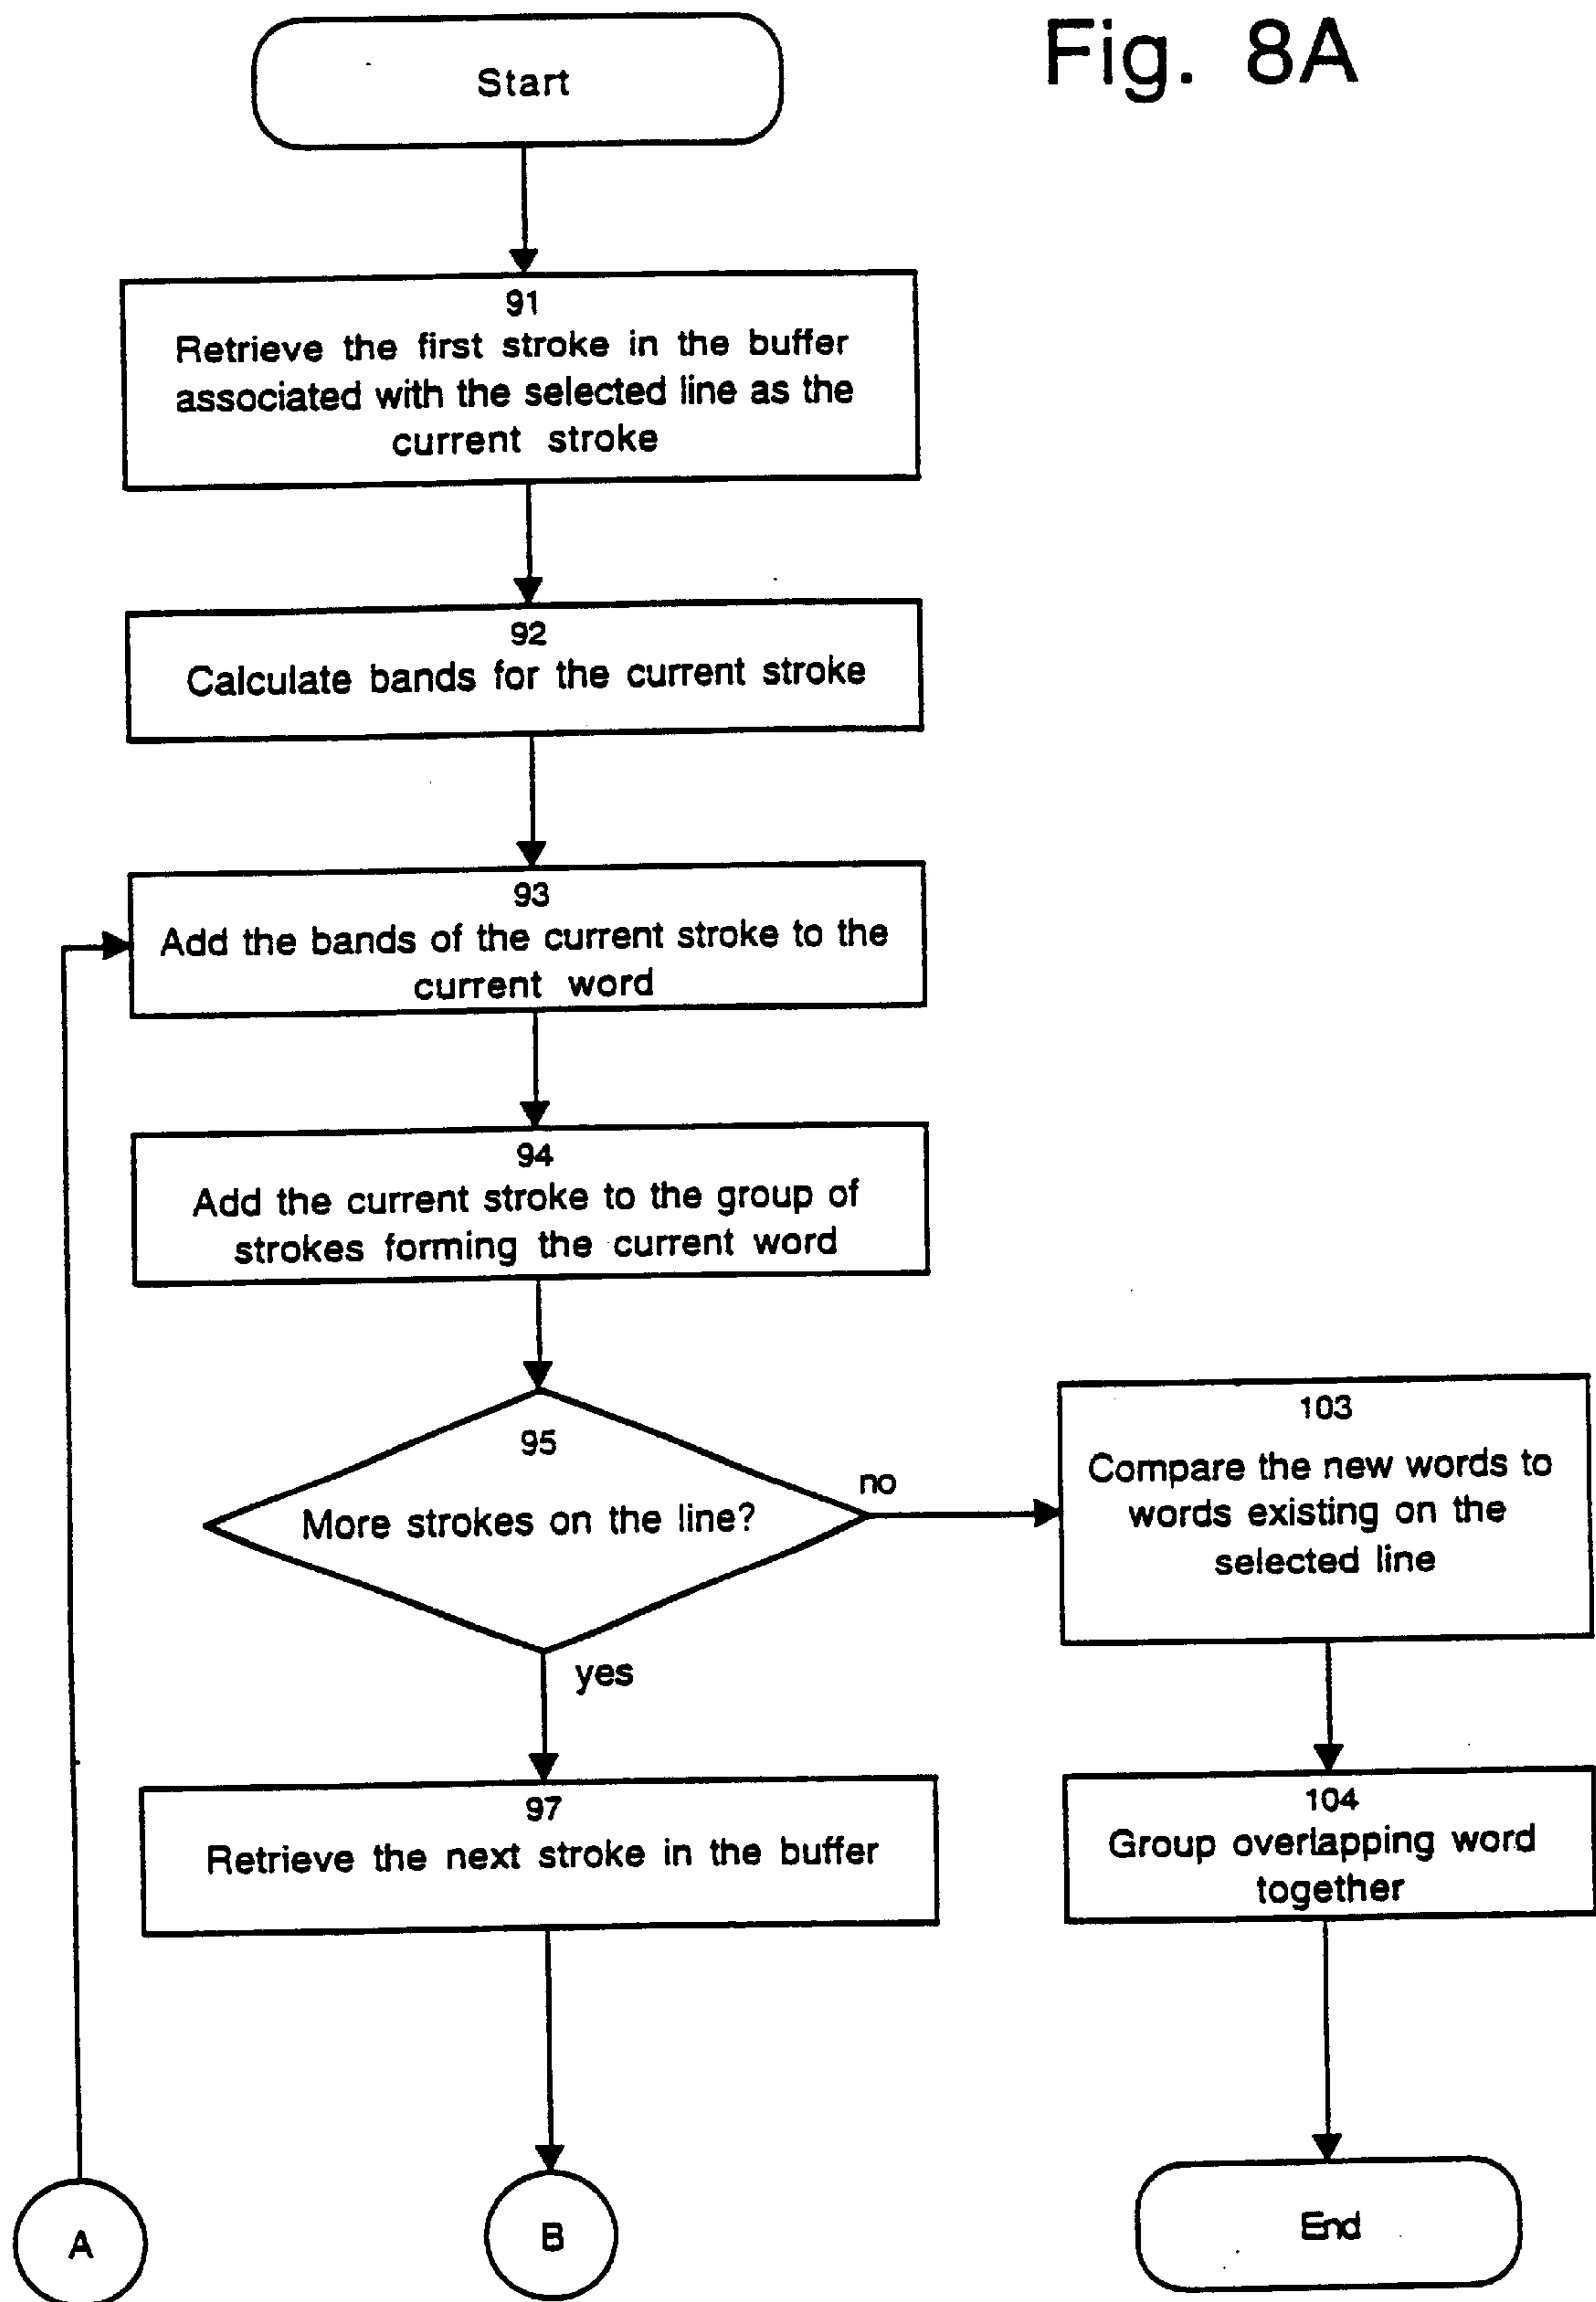 Fig. 8A
Start
91
Retrieve the first stroke in the buffer
associated with the selected line as the
current stroke
92
Calculate bands for the current stroke
93
Add the bands of the current stroke to the
current word
94
Add the current stroke to the group of
strokes forming the current word
95
More strokes on the line?
no
yes
103
Compare the new words to
words existing on the
selected line
97
Retrieve the next stroke in the buffer
104
Group overlapping word
together
A
B
End